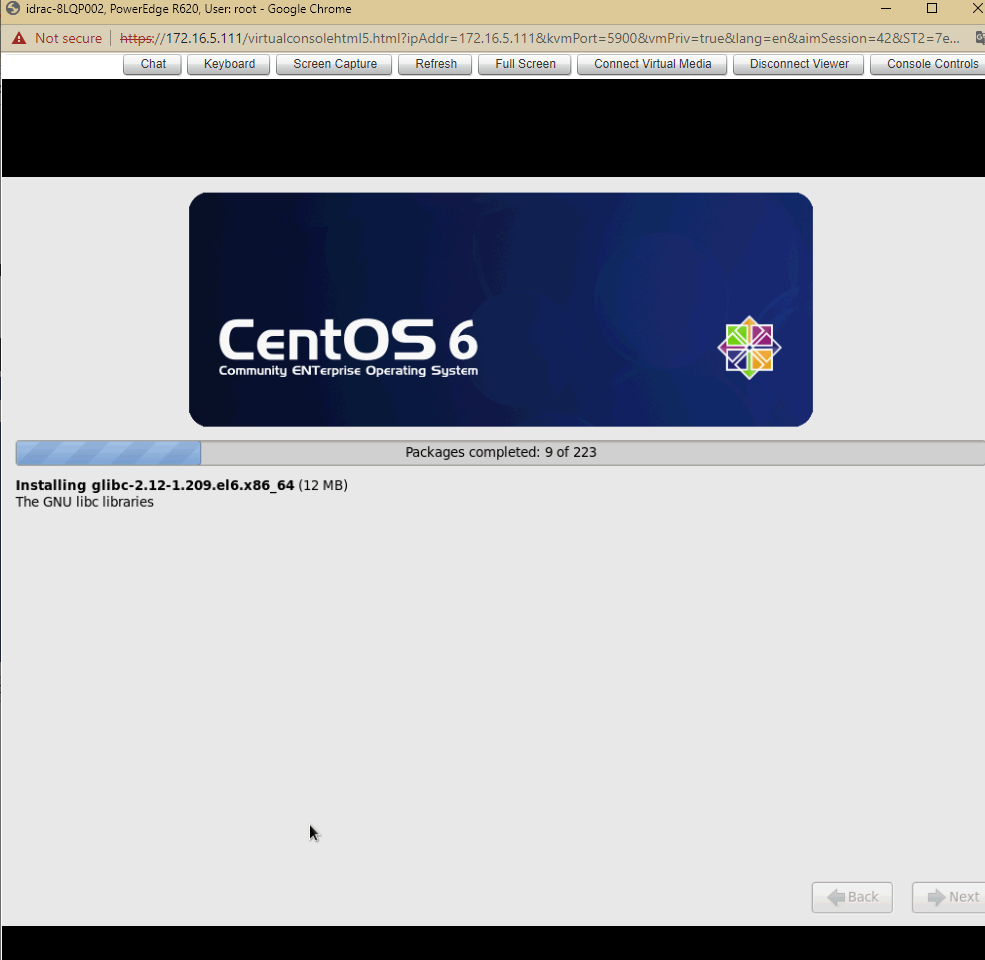 idrac-8LQP002, PowerEdge R620, User: root - Google Chrome
Not secure | https://172.16.5.111/virtualconsolehtml5.html?ipAddr=172.16.5.111&kvmPort=5900&vmPriv=true&lang=en&aimSession=42&ST2=7e...
Chat Keyboard Screen Capture Refresh Full Screen Connect Virtual Media Disconnect Viewer Console Controls
CentOS 6
Community ENTerprise Operating System
Packages completed: 9 of 223
Installing glibc-2.12-1.209.el6.x86_64 (12 MB)
The GNU libc libraries
Back Next